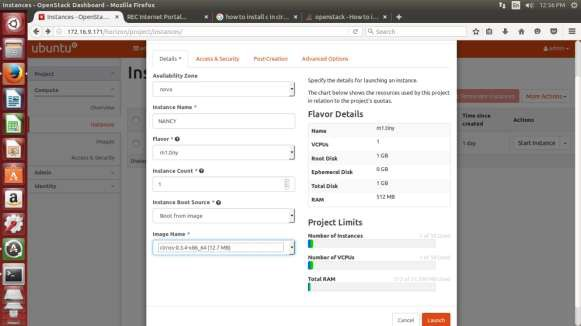 Instances - OpenStack Dashboard - Mozilla Firefox
12:36 PM
Instances - OpenSta...
REC Internet Portal...
how to install c in cir...
openstack - How to i...
172.16.9.171/horizon/project/instances/
Search
ubuntu
admin
Project
Compute
Overview
Instances
Images
Access & Security
Admin
Identity
Ins
Details *
Access & Security
Post-Creation
Advanced Options
Availability Zone
nova
Instance Name *
NANCY
Flavor *
m1.tiny
Instance Count *
1
Instance Boot Source *
Boot from image
Image Name *
cirros-0.3.4-x86_64 (12.7 MB)
Specify the details for launching an instance.
The chart below shows the resources used by this project
in relation to the project's quotas.
Flavor Details
Name m1.tiny
VCPUs 1
Root Disk 1 GB
Ephemeral Disk 0 GB
Total Disk 1 GB
RAM 512 MB
Project Limits
Number of Instances
Number of VCPUs
Total RAM
Cancel
Launch
Terminate Instances
More Actions
Time since
created
Actions
1 day
Start Instance